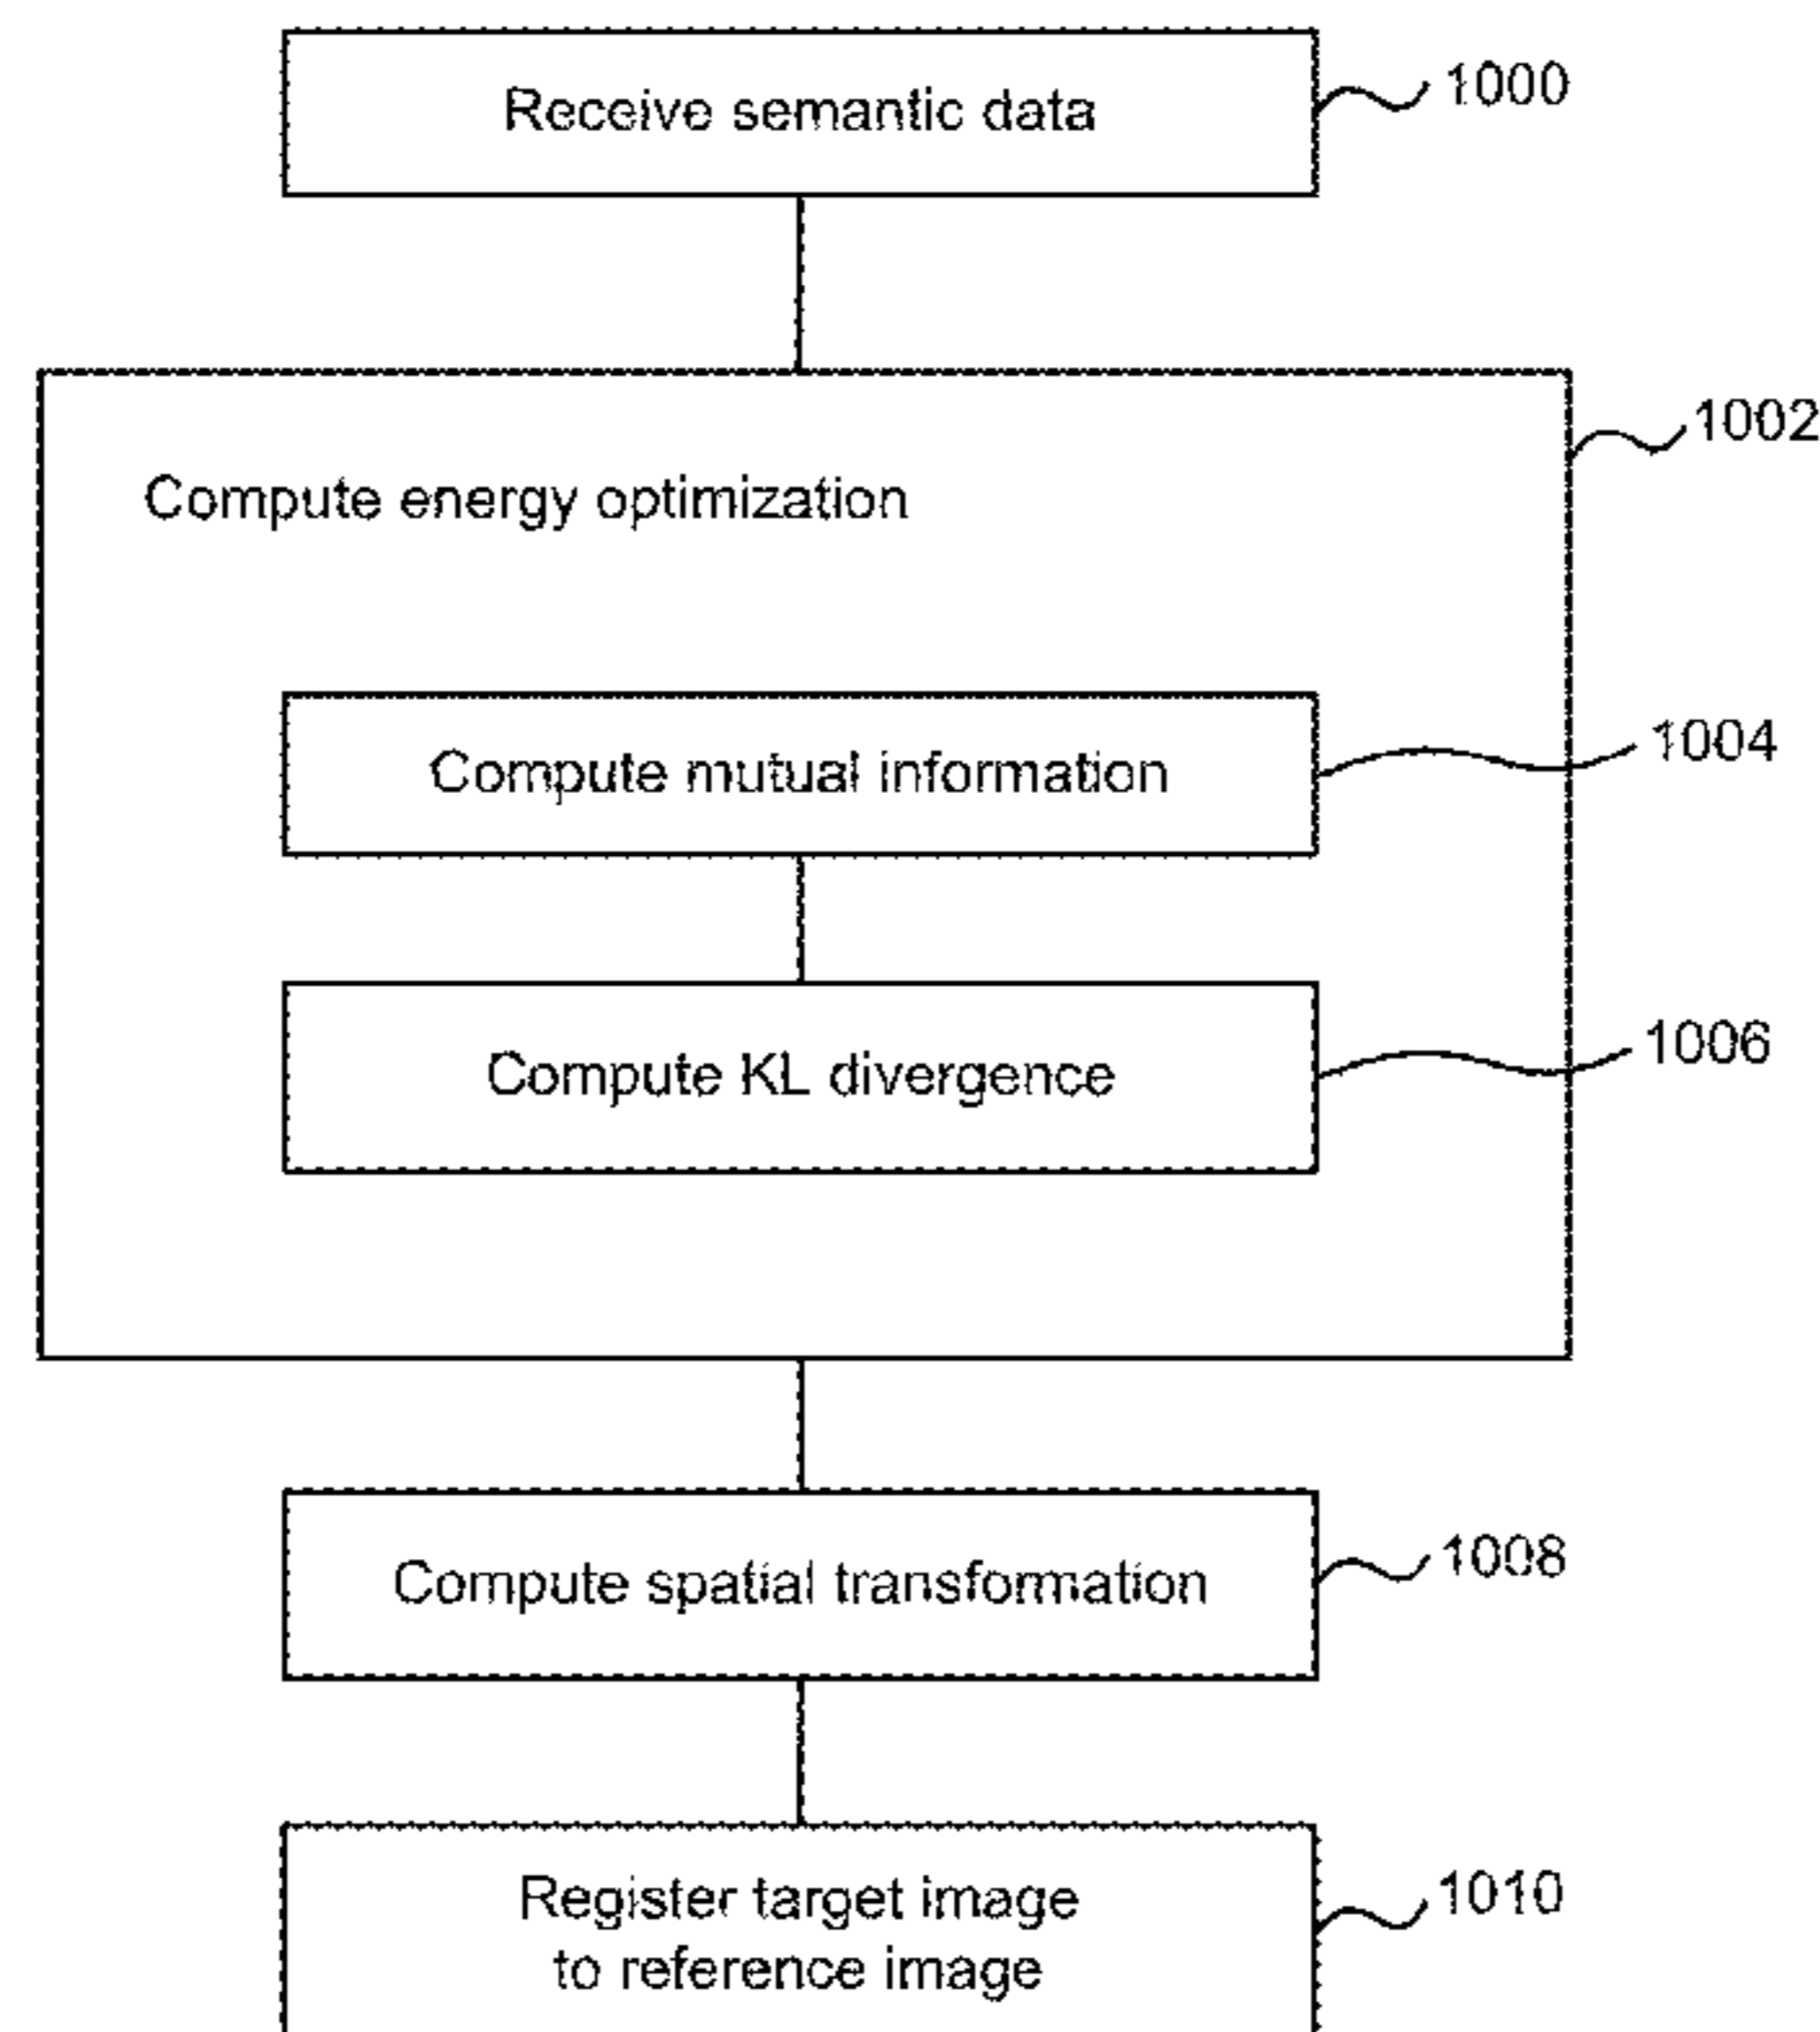 Receive semantic data
1000
1002
Compute energy optimization
Compute mutual information
1004
Compute KL divergence
1006
Compute spatial transformation
1008
Register target image
to reference image
1010